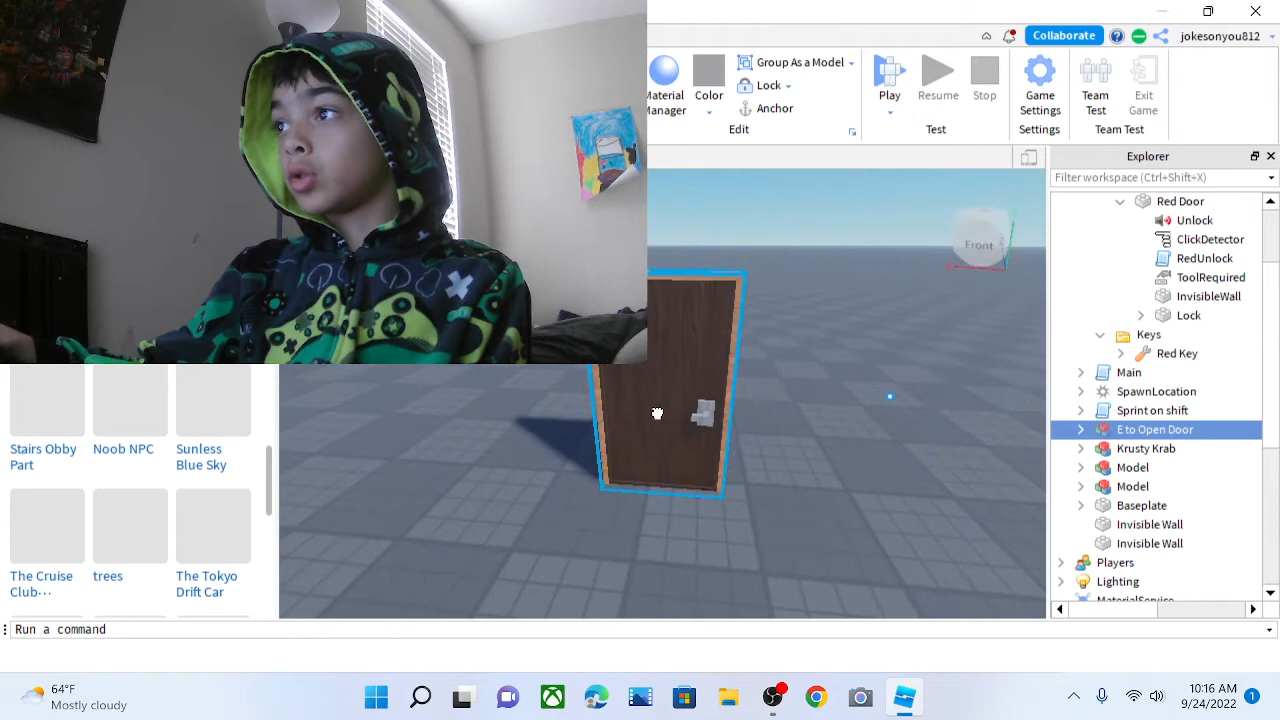 Collaborate
jokesonyou812
Material
Manager
Color
Group As a Model
Lock
Anchor
Edit
Play
Resume
Stop
Test
Game
Settings
Settings
Team
Test
Exit
Game
Team Test
Explorer
Filter workspace (Ctrl+Shift+X)
Red Door
Unlock
ClickDetector
RedUnlock
ToolRequired
InvisibleWall
Lock
Keys
Red Key
Main
SpawnLocation
Sprint on shift
E to Open Door
Krusty Krab
Model
Model
Baseplate
Invisible Wall
Invisible Wall
Players
Lighting
MaterialService
Front
Stairs Obby
Part
Noob NPC
Sunless
Blue Sky
The Cruise
Club···
trees
The Tokyo
Drift Car
Run a command
64°F
Mostly cloudy
10:16 AM
9/24/2022
1